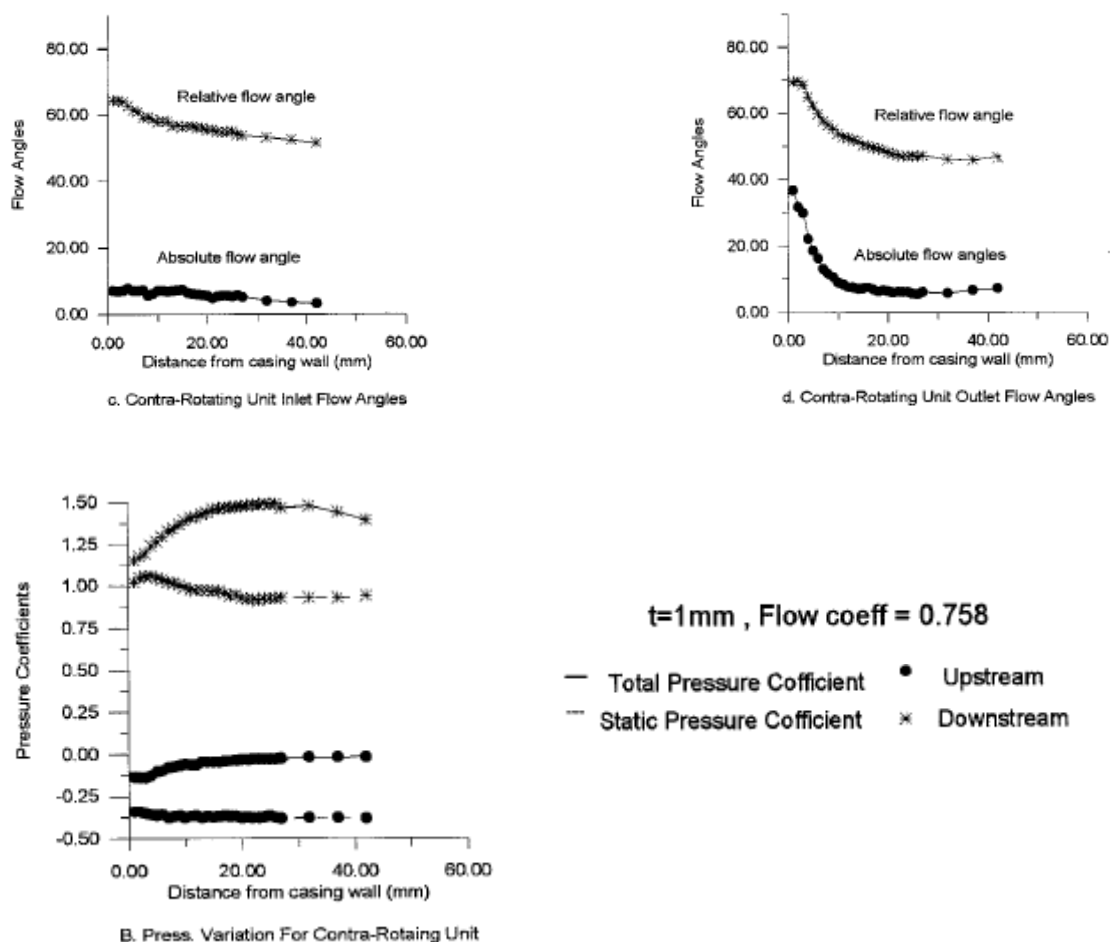 80.00
60.00
40.00
20.00
0.00
Flow Angles
Relative flow angle
Absolute flow angle
0.00 20.00 40.00 60.00
Distance from casing wall (mm)
c. Contra-Rotating Unit Inlet Flow Angles
80.00
60.00
40.00
20.00
0.00
Flow Angles
Relative flow angle
Absolute flow angles
0.00 20.00 40.00 60.00
Distance from casing wall (mm)
d. Contra-Rotating Unit Outlet Flow Angles
1.50
1.25
1.00
0.75
0.50
0.25
0.00
-0.25
-0.50
Pressure Coefficients
0.00 20.00 40.00 60.00
Distance from casing wall (mm)
B. Press. Variation For Contra-Rotaing Unit
t=1mm , Flow coeff = 0.758
Total Pressure Cofficient
Upstream
Static Pressure Cofficient
Downstream